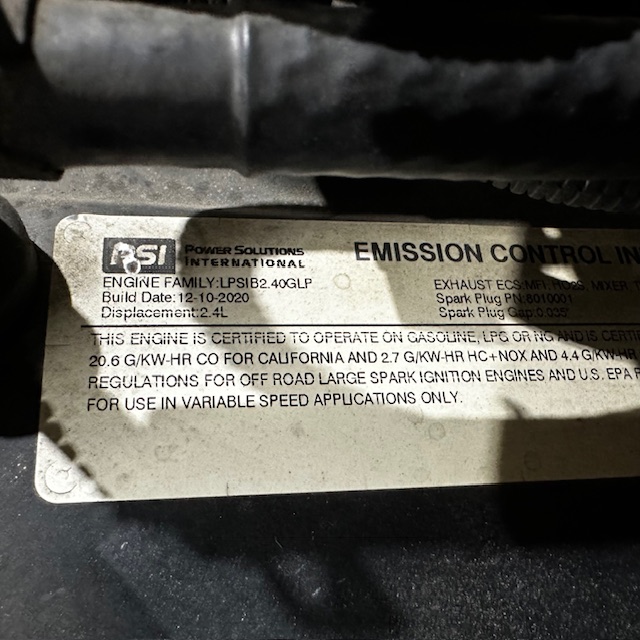 PSI POWER SOLUTIONS
INTERNATIONAL
EMISSION CONTROL IN
ENGINE FAMILY:LPSIB2.40GLP
Build Date:12-10-2020
Displacement:2.4L
EXHAUST ECS:MFI, HO2S, MIXER, T
Spark Plug PN:8010001
Spark Plug Gap:0.035"
THIS ENGINE IS CERTIFIED TO OPERATE ON GASOLINE, LPG OR NG AND IS CERTIF
20.6 G/KW-HR CO FOR CALIFORNIA AND 2.7 G/KW-HR HC+NOX AND 4.4 G/KW-HR
REGULATIONS FOR OFF ROAD LARGE SPARK IGNITION ENGINES AND U.S. EPA R
FOR USE IN VARIABLE SPEED APPLICATIONS ONLY.